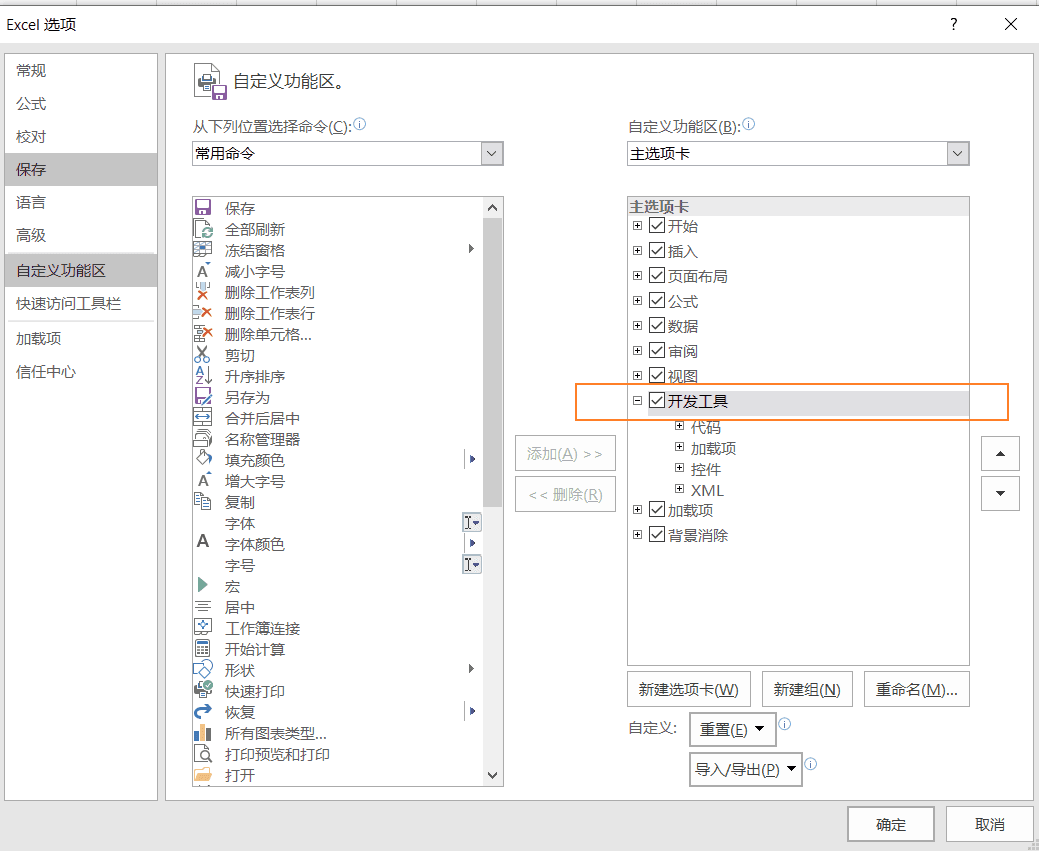 Excel 选项
?
常规
公式
校对
保存
语言
高级
自定义功能区
快速访问工具栏
加载项
信任中心
自定义功能区。
从下列位置选择命令(C):
常用命令
保存
全部刷新
冻结窗格
减小字号
删除工作表列
删除工作表行
删除单元格...
剪切
升序排序
另存为
合并后居中
名称管理器
填充颜色
增大字号
复制
字体
字体颜色
字号
宏
居中
工作簿连接
开始计算
形状
快速打印
恢复
所有图表类型...
打印预览和打印
打开
添加(A) >>
<< 删除(R)
自定义功能区(B):
主选项卡
主选项卡
开始
插入
页面布局
公式
数据
审阅
视图
开发工具
代码
加载项
控件
XML
加载项
背景消除
新建选项卡(W)
新建组(N)
重命名(M)...
自定义:
重置(E)
导入/导出(P)
确定
取消